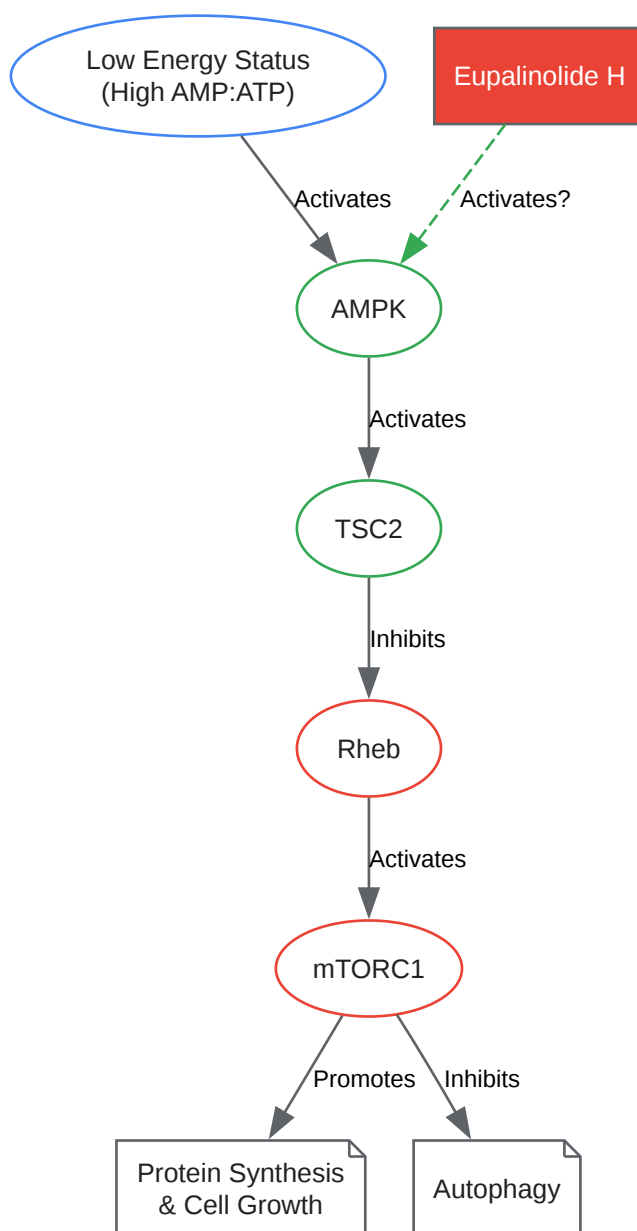 Low Energy Status
(High AMP:ATP)
Eupalinolide H
Activates
Activates?
AMPK
Activates
TSC2
Inhibits
Rheb
Activates
mTORC1
Promotes
Inhibits
Protein Synthesis
& Cell Growth
Autophagy